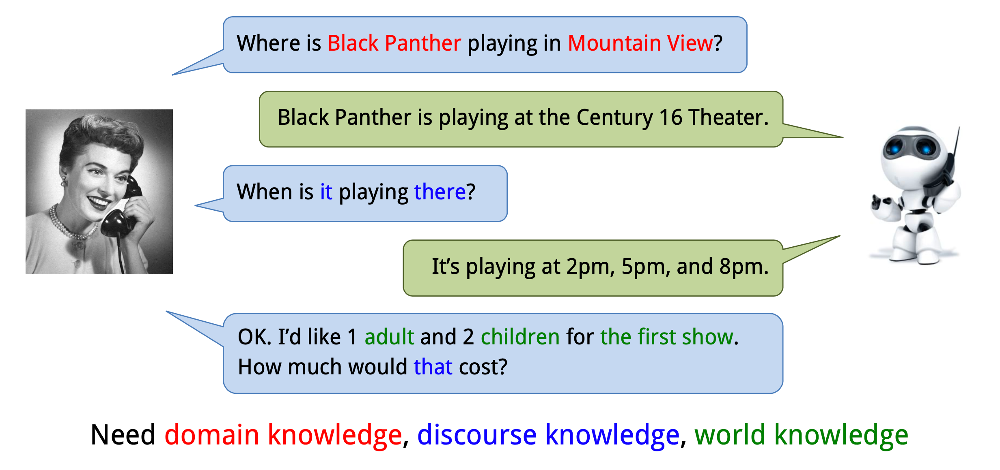 Where is Black Panther playing in Mountain View?
Black Panther is playing at the Century 16 Theater.
When is it playing there?
It’s playing at 2pm, 5pm, and 8pm.
OK. I’d like 1 adult and 2 children for the first show.
How much would that cost?
Need domain knowledge, discourse knowledge, world knowledge